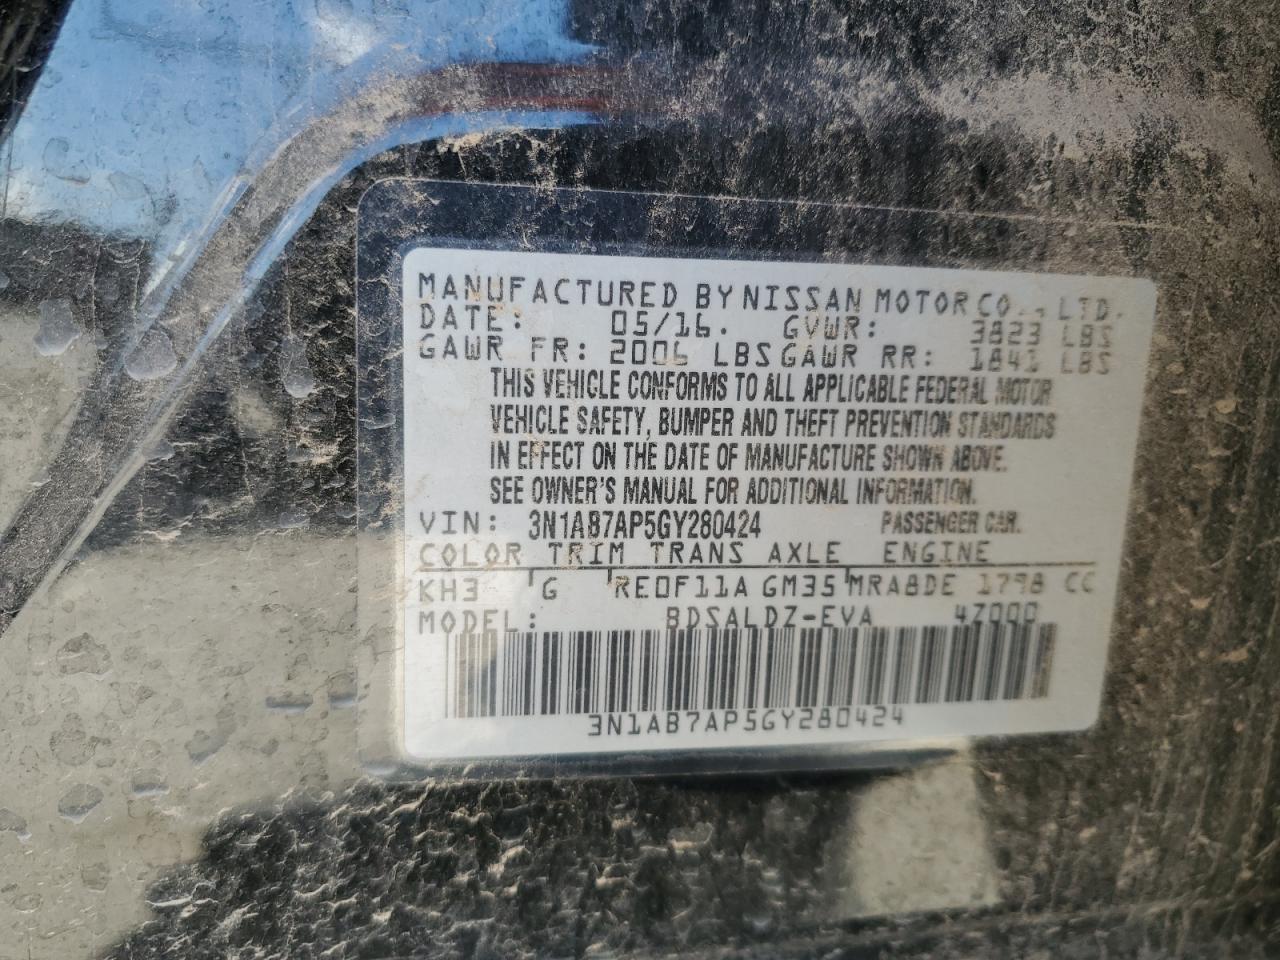 MANUFACTURED BY NISSAN MOTOR CO., LTD.
DATE: 05/16. GVWR: 3823 LBS
GAWR FR: 2006 LBS GAWR RR: 1841 LBS
THIS VEHICLE CONFORMS TO ALL APPLICABLE FEDERAL MOTOR
VEHICLE SAFETY, BUMPER AND THEFT PREVENTION STANDARDS
IN EFFECT ON THE DATE OF MANUFACTURE SHOWN ABOVE.
SEE OWNER'S MANUAL FOR ADDITIONAL INFORMATION.
VIN: 3N1AB7AP5GY280424 PASSENGER CAR.
COLOR TRIM TRANS AXLE ENGINE
KH3 G RE0F11A GM35 MRA8DE 1798 CC
MODEL: BDSALDZ-EVA 4Z000
3N1AB7AP5GY280424